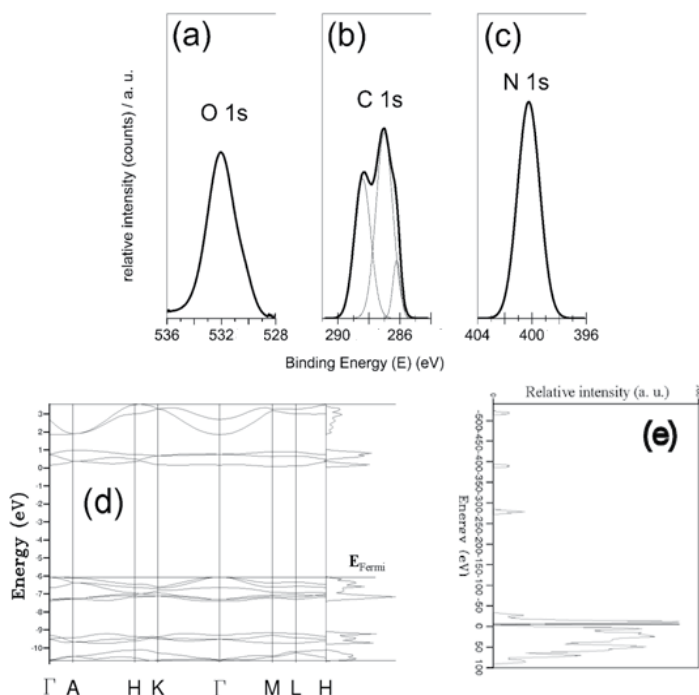 (a)
(b)
(c)
O 1s
C 1s
N 1s
relative intensity (counts) / a. u.
536 532 528
290 286
404 400 396
Binding Energy (E) (eV)
(d)
Energy (eV)
3
2
1
0
-1
-2
-3
-4
-5
-6
-7
-8
-9
-10
E Fermi
Γ A H K Γ M L H
Relative intensity (a. u.)
0
(e)
Energy (eV)
-500
-450
-400
-350
-300
-250
-200
-150
-100
-50
0
50
100